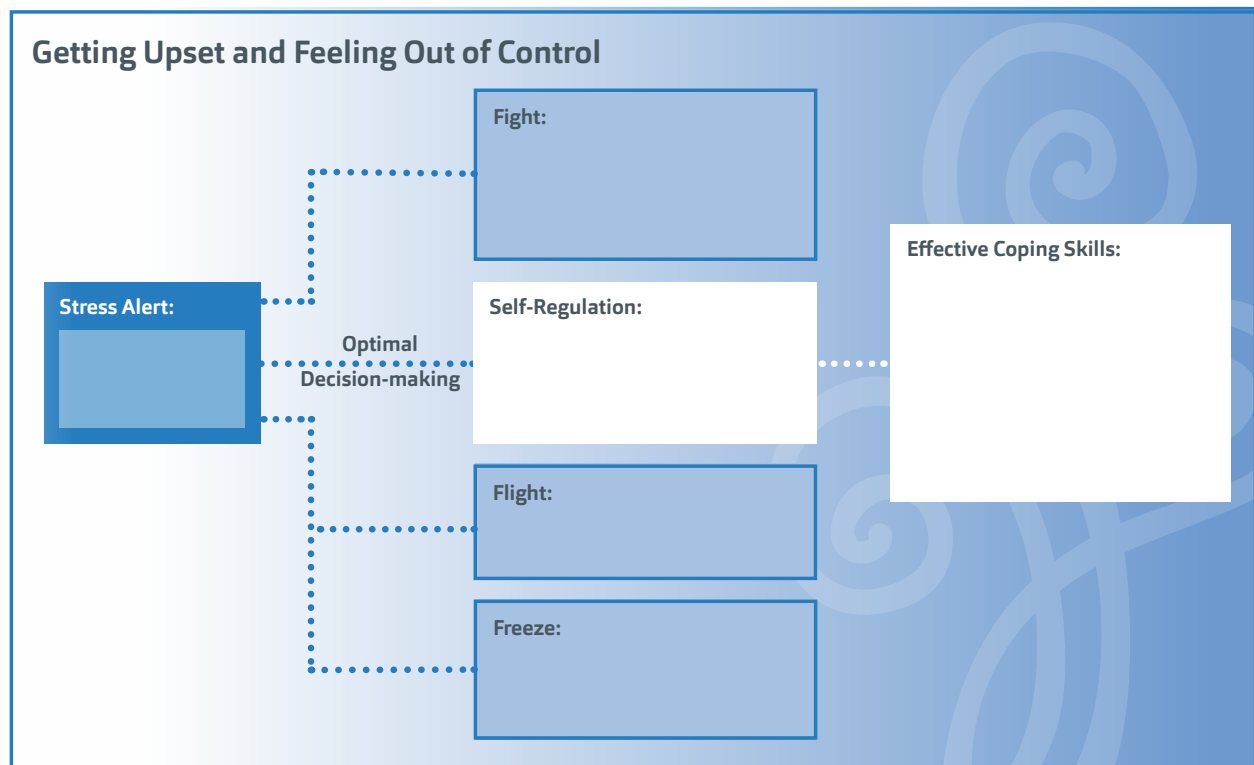 Getting Upset and Feeling Out of Control
Fight:
Effective Coping Skills:
Stress Alert:
Self-Regulation:
Optimal
Decision-making
Flight:
Freeze: